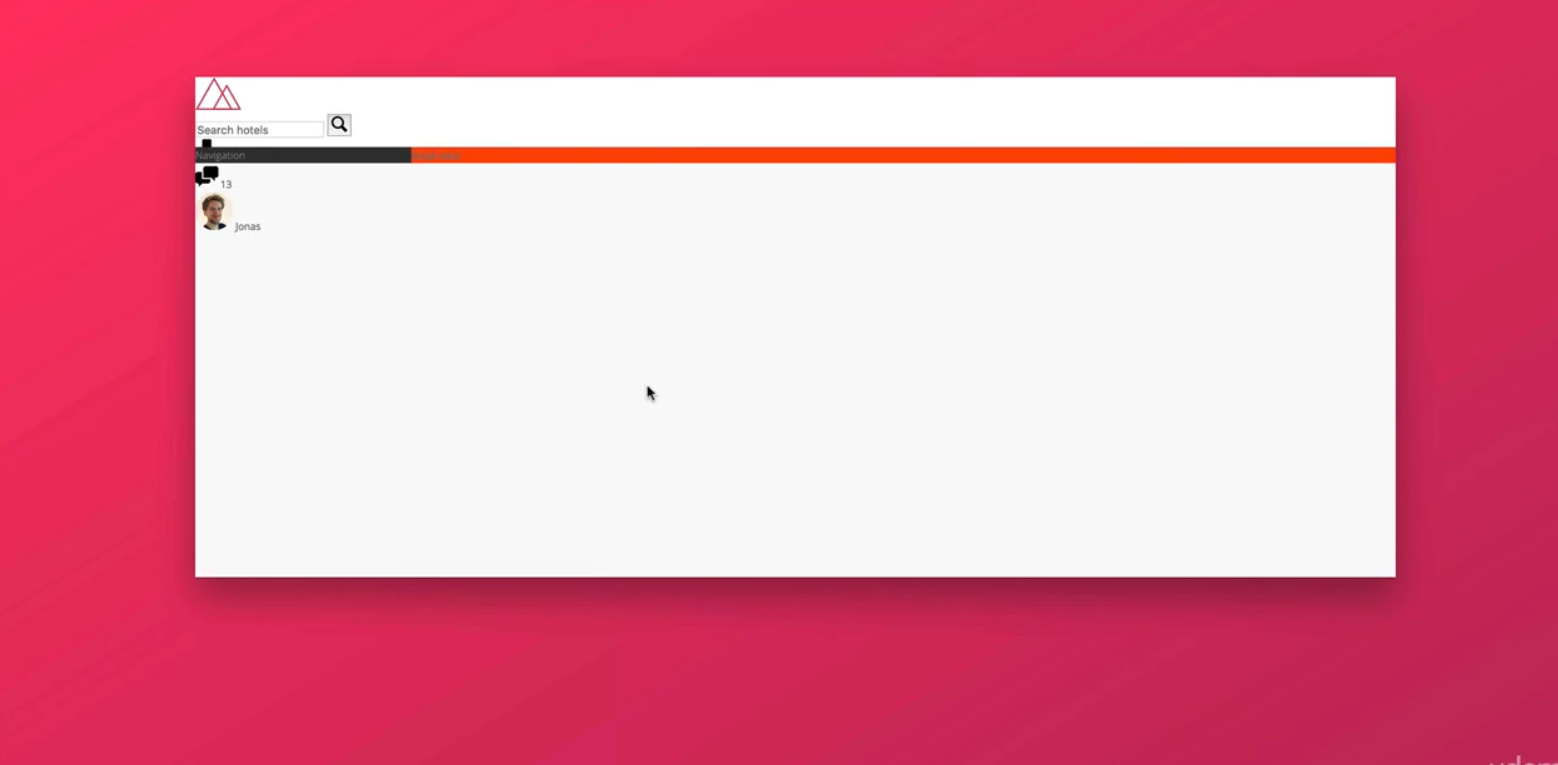 Search hotels
Navigation
13
Jonas